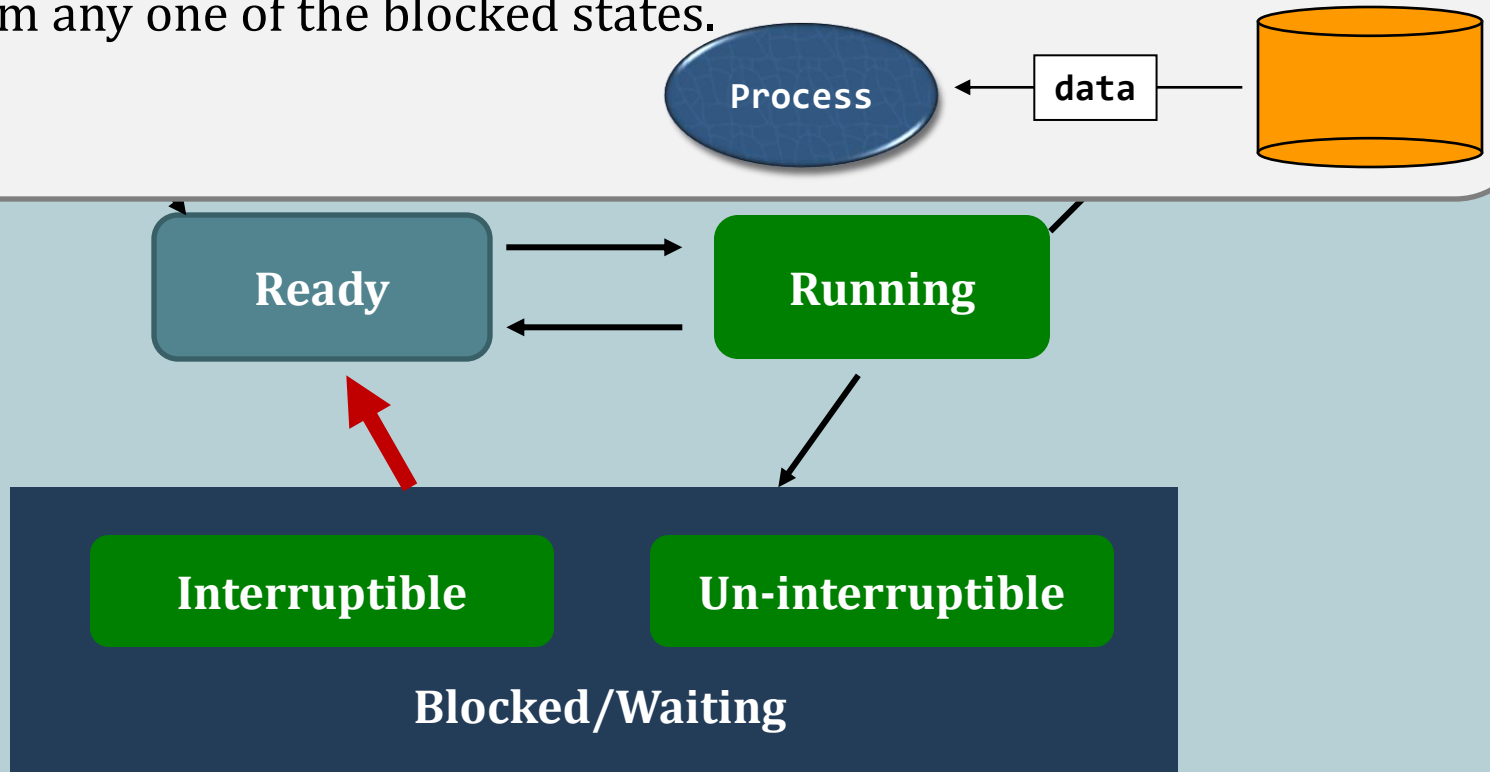 m any one of the blocked states.
Process
data
Ready
Running
Interruptible
Un-interruptible
Blocked/Waiting